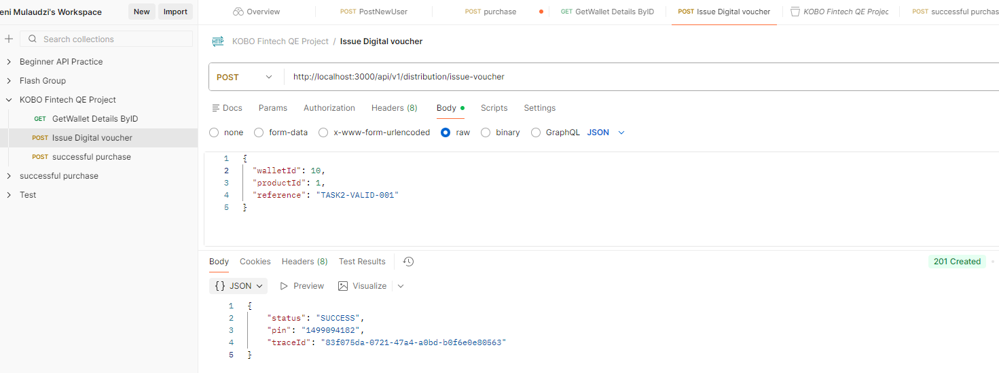 eni Mulaudzi's Workspace New Import
Overview POST PostNewUser POST purchase GET GetWallet Details ByID POST Issue Digital voucher KOBO Fintech QE Projec POST successful purchas
Search collections
Beginner API Practice
Flash Group
KOBO Fintech QE Project
GET GetWallet Details ByID
POST Issue Digital voucher
POST successful purchase
successful purchase
Test
HTTP KOBO Fintech QE Project / Issue Digital voucher
POST http://localhost:3000/api/v1/distribution/issue-voucher
Docs Params Authorization Headers (8) Body Scripts Settings
none form-data x-www-form-urlencoded raw binary GraphQL JSON
1 {
2 "walletId": 10,
3 "productId": 1,
4 "reference": "TASK2-VALID-001"
5 }
Body Cookies Headers (8) Test Results 201 Created
{} JSON Preview Visualize
1 {
2 "status": "SUCCESS",
3 "pin": "1499094182",
4 "traceId": "83f075da-0721-47a4-a0bd-b0f6e0e80563"
5 }